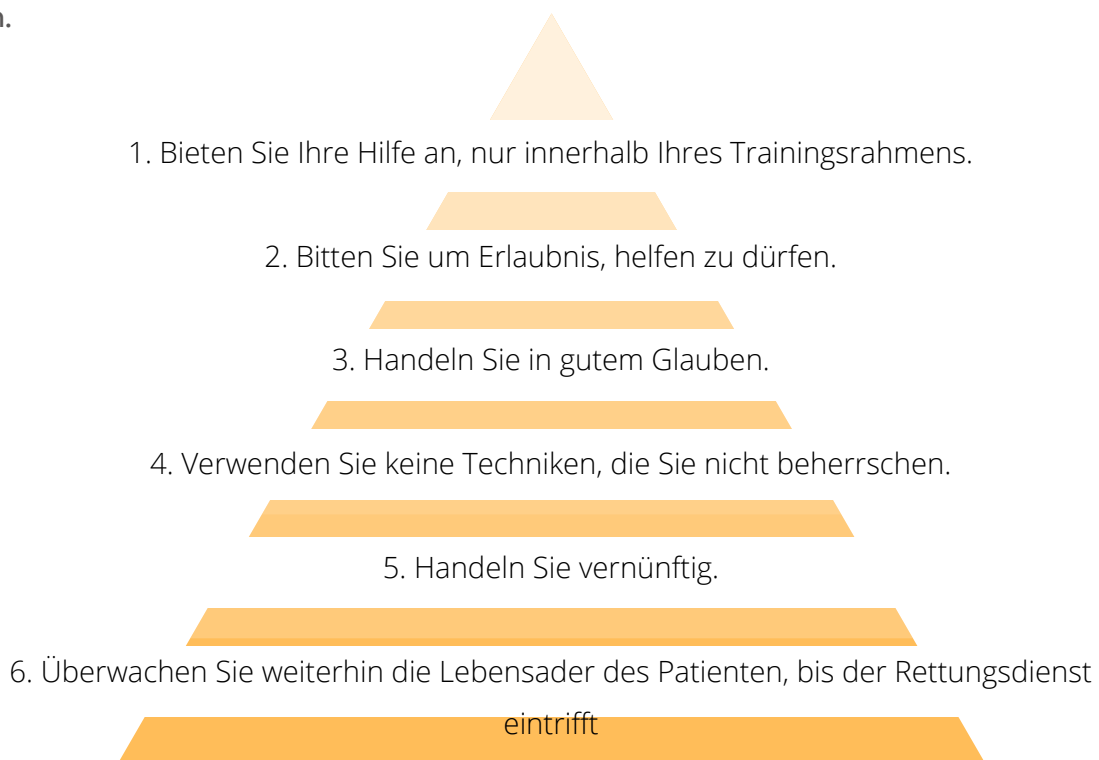 n.
1. Bieten Sie Ihre Hilfe an, nur innerhalb Ihres Trainingsrahmens.
2. Bitten Sie um Erlaubnis, helfen zu dürfen.
3. Handeln Sie in gutem Glauben.
4. Verwenden Sie keine Techniken, die Sie nicht beherrschen.
5. Handeln Sie vernünftig.
6. Überwachen Sie weiterhin die Lebensader des Patienten, bis der Rettungsdienst
eintrifft